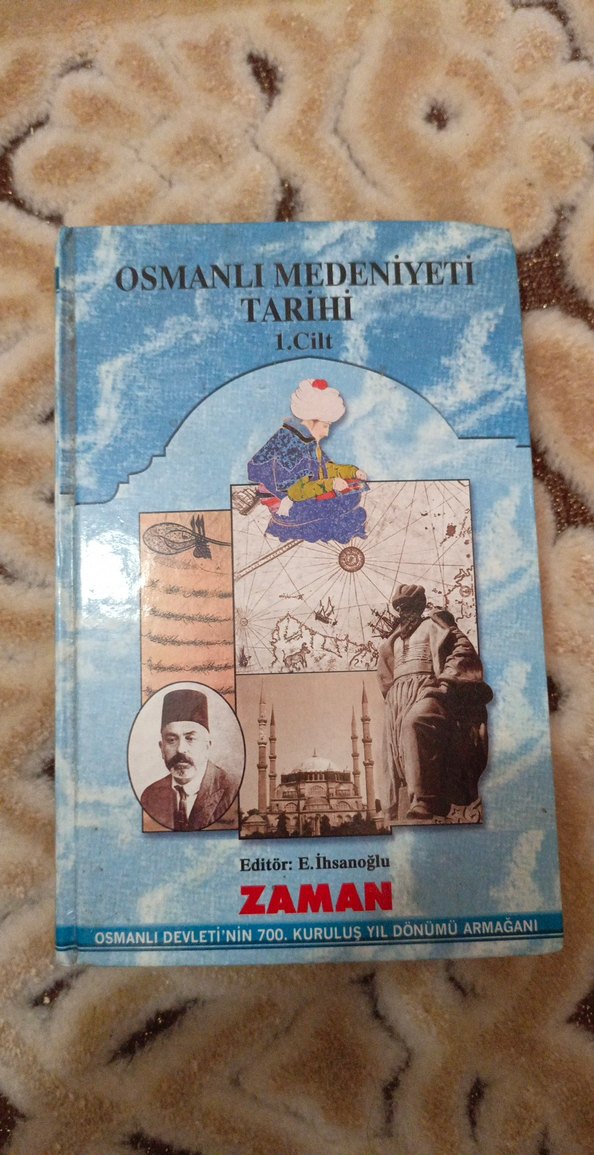 OSMANLI MEDENİYETİ
TARİHİ
1.Cilt
Editör: E.İhsanoğlu
ZAMAN
OSMANLI DEVLETİ'NİN 700. KURULUŞ YIL DÖNÜMÜ ARMAĞANI